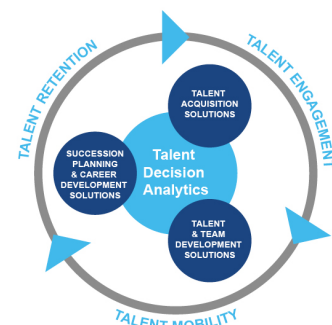 TALENT RETENTION
TALENT ENGAGEMENT
TALENT
ACQUISITION
SOLUTIONS
SUCCESSION
PLANNING
& CAREER
DEVELOPMENT
SOLUTIONS
Talent
Decision
Analytics
TALENT
& TEAM
DEVELOPMENT
SOLUTIONS
TALENT MOBILITY